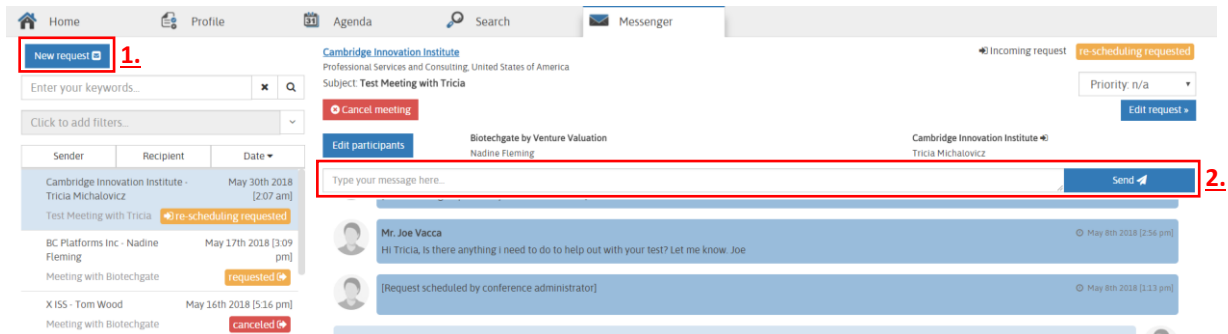 Home Profile Agenda Search Messenger
New request 1.
Enter your keywords...
Click to add filters...
Sender Recipient Date
Cambridge Innovation Institute - Tricia Michalovicz May 30th 2018 [2:07 am]
Test Meeting with Tricia re-scheduling requested
BC Platforms Inc - Nadine Fleming May 17th 2018 [3:09 pm]
Meeting with Biotechgate requested
X ISS - Tom Wood May 16th 2018 [5:16 pm]
Meeting with Biotechgate canceled
Cambridge Innovation Institute Incoming request re-scheduling requested
Professional Services and Consulting, United States of America
Subject: Test Meeting with Tricia Priority: n/a
Cancel meeting Edit request »
Edit participants
Biotechgate by Venture Valuation Cambridge Innovation Institute
Nadine Fleming Tricia Michalovicz
Type your message here... Send 2.
Mr. Joe Vacca May 8th 2018 [2:56 pm]
Hi Tricia, Is there anything i need to do to help out with your test? Let me know. Joe
[Request scheduled by conference administrator] May 8th 2018 [1:13 pm]